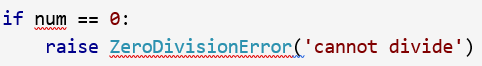 if num == 0:
    raise ZeroDivisionError('cannot divide')